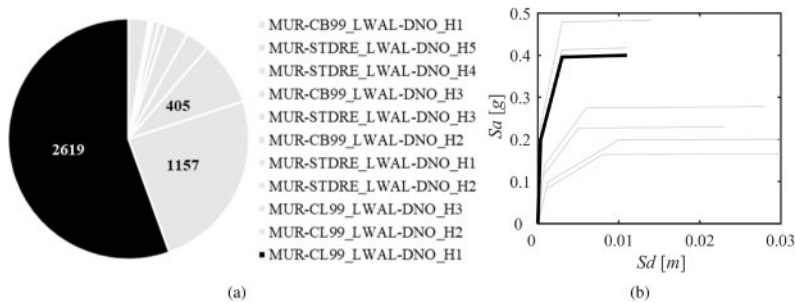 2619
405
1157
MUR-CB99_LWAL-DNO_H1
MUR-STDRE_LWAL-DNO_H5
MUR-STDRE_LWAL-DNO_H4
MUR-CB99_LWAL-DNO_H3
MUR-STDRE_LWAL-DNO_H3
MUR-CB99_LWAL-DNO_H2
MUR-STDRE_LWAL-DNO_H1
MUR-STDRE_LWAL-DNO_H2
MUR-CL99_LWAL-DNO_H3
MUR-CL99_LWAL-DNO_H2
MUR-CL99_LWAL-DNO_H1
(a)
Sa [g]
0.5
0.4
0.3
0.2
0.1
0
0 0.01 0.02 0.03
Sd [m]
(b)